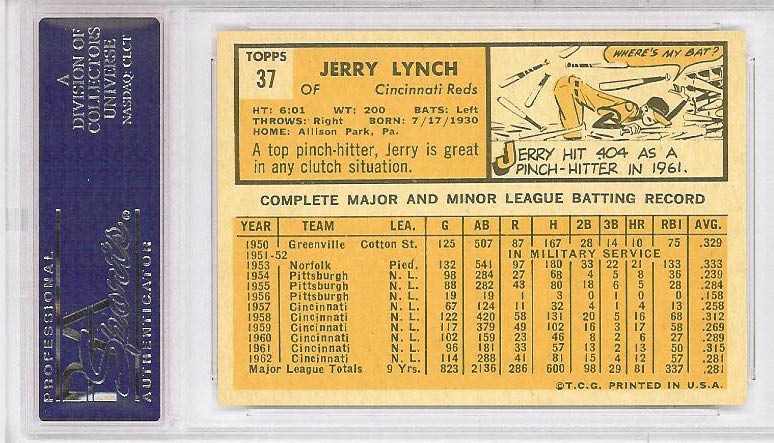 A
DIVISION OF
COLLECTORS
UNIVERSE
NASDAQ: CLCT
PROFESSIONAL
PSA
Sports
®
AUTHENTICATOR
TOPPS
37
JERRY LYNCH
OF Cincinnati Reds
HT: 6:01 WT: 200 BATS: Left
THROWS: Right BORN: 7/17/1930
HOME: Allison Park, Pa.
A top pinch-hitter, Jerry is great
in any clutch situation.
WHERE'S MY BAT?
JERRY HIT .404 AS A
PINCH-HITTER IN 1961.
COMPLETE MAJOR AND MINOR LEAGUE BATTING RECORD
YEAR TEAM LEA. G AB R H 2B 3B HR RBI AVG.
1950 Greenville Cotton St. 125 507 87 167 28 14 10 75 .329
1951-52 IN MILITARY SERVICE
1953 Norfolk Pied. 132 541 97 180 33 22 21 133 .333
1954 Pittsburgh N. L. 98 284 27 68 4 5 8 36 .239
1955 Pittsburgh N. L. 88 282 43 80 18 6 5 28 .284
1956 Pittsburgh N. L. 19 19 1 3 0 1 0 0 .158
1957 Cincinnati N. L. 67 124 11 32 4 1 4 13 .258
1958 Cincinnati N. L. 122 420 58 131 20 5 16 68 .312
1959 Cincinnati N. L. 117 379 49 102 16 3 17 58 .269
1960 Cincinnati N. L. 102 159 23 46 8 2 6 27 .289
1961 Cincinnati N. L. 96 181 33 57 13 2 13 50 .315
1962 Cincinnati N. L. 114 288 41 81 15 4 12 57 .281
Major League Totals 9 Yrs. 823 2136 286 600 98 29 81 337 .281
©T.C.G. PRINTED IN U.S.A.